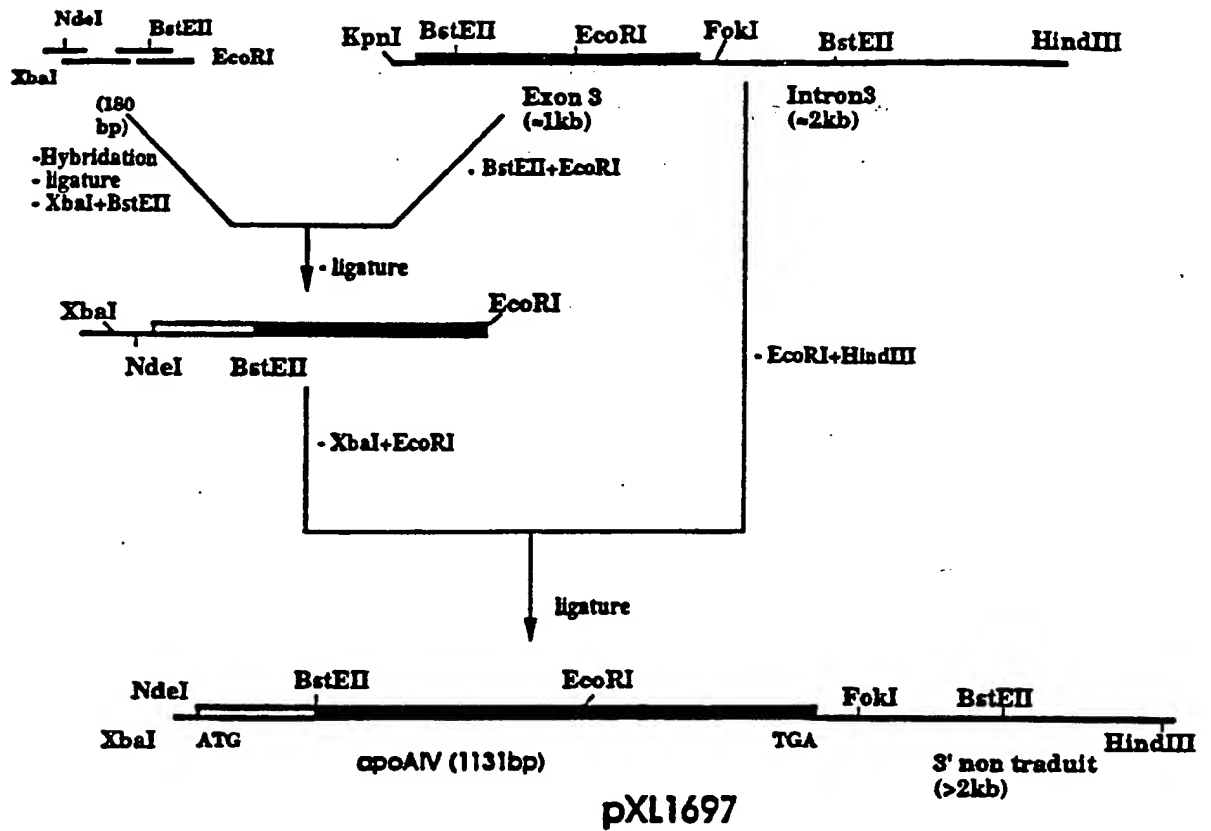 NdeI
BstEII
XbaI
EcoRI
KpnI
BstEII
EcoRI
FokI
BstEII
HindIII
(180
bp)
Exon 3
(≈1kb)
Intron3
(≈2kb)
-Hybridation
- ligature
- XbaI+BstEII
- BstEII+EcoRI
- ligature
XbaI
EcoRI
NdeI
BstEII
- EcoRI+HindIII
- XbaI+EcoRI
ligature
NdeI
BstEII
EcoRI
FokI
BstEII
XbaI
ATG
TGA
HindIII
apoAIV (1131bp)
3' non traduit
(>2kb)
pXL1697